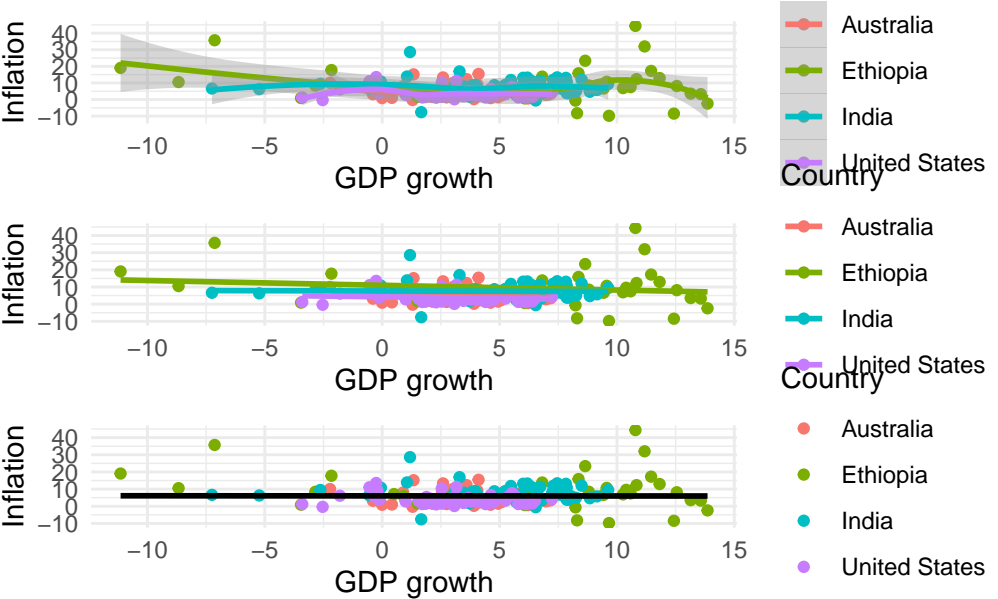 Inflation
40
30
20
10
0
−10
−10
−5
0
5
10
15
GDP growth
Australia
Ethiopia
India
United States
Country
Inflation
40
30
20
10
0
−10
−10
−5
0
5
10
15
GDP growth
Australia
Ethiopia
India
United States
Country
Inflation
40
30
20
10
0
−10
−10
−5
0
5
10
15
GDP growth
Australia
Ethiopia
India
United States